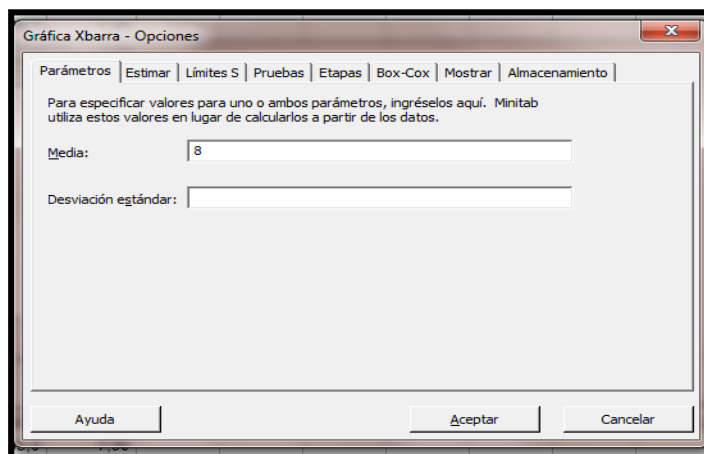 Gráfica Xbarra - Opciones
Parámetros Estimar Límites S Pruebas Etapas Box-Cox Mostrar Almacenamiento
Para especificar valores para uno o ambos parámetros, ingréselos aquí. Minitab
utiliza estos valores en lugar de calcularlos a partir de los datos.
Media: 8
Desviación estándar:
Ayuda Aceptar Cancelar